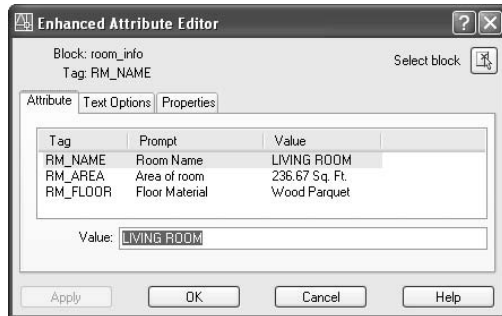 Enhanced Attribute Editor
Block: room_info
Tag: RM_NAME
Select block
Attribute Text Options Properties
Tag Prompt Value
RM_NAME Room Name LIVING ROOM
RM_AREA Area of room 236.67 Sq. Ft.
RM_FLOOR Floor Material Wood Parquet
Value: LIVING ROOM
Apply OK Cancel Help